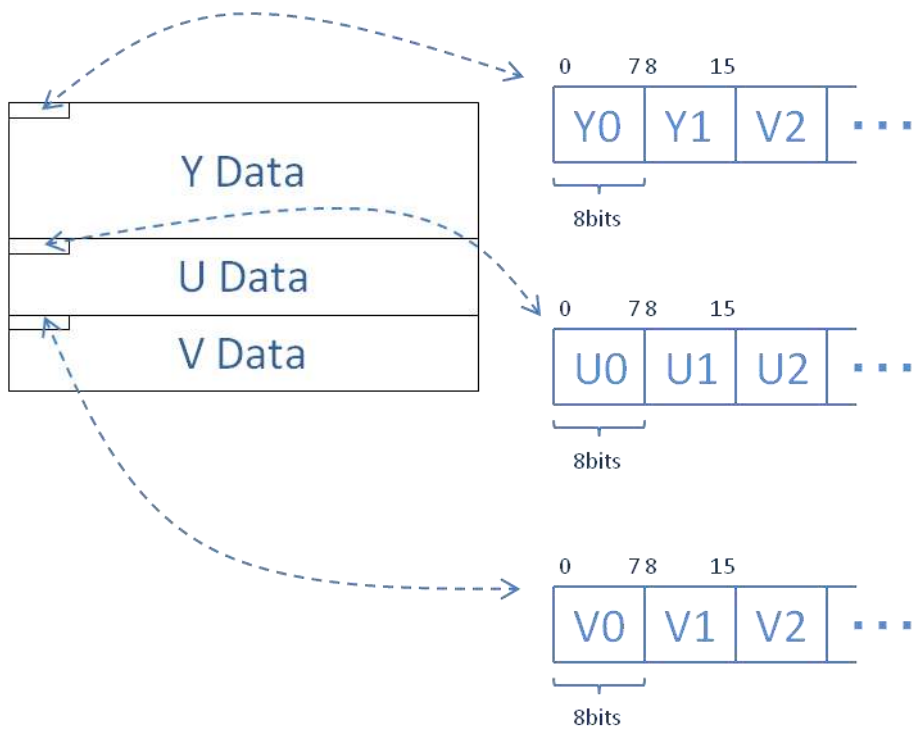 0 7 8 15
Y0 Y1 V2 ...
8bits
Y Data
U Data
V Data
0 7 8 15
U0 U1 U2 ...
8bits
0 7 8 15
V0 V1 V2 ...
8bits